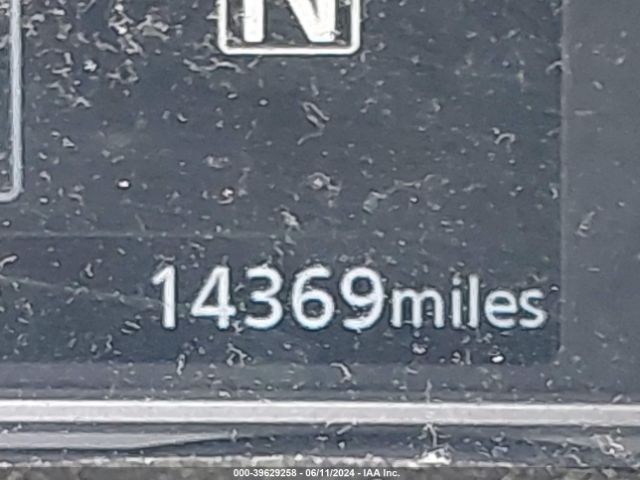 N
14369miles
000-39629258 - 06/11/2024 - IAA Inc.